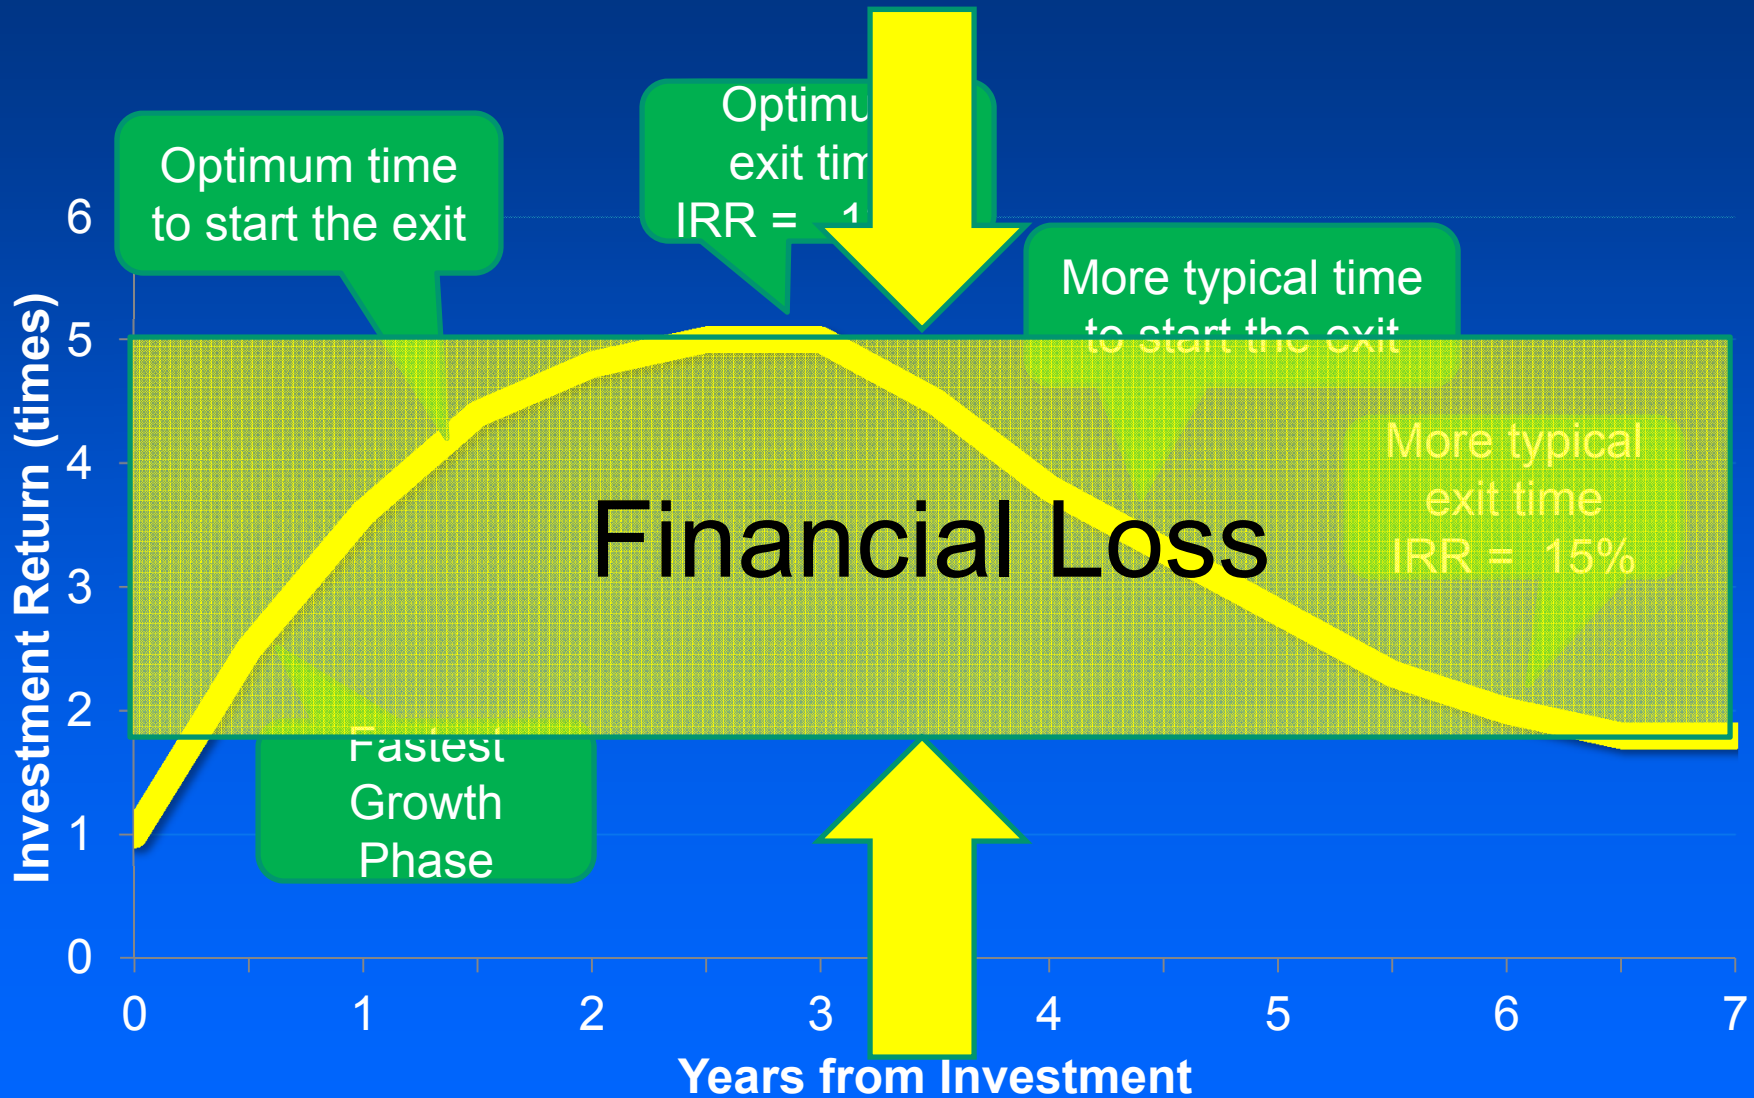 Optimum time
to start the exit
exit
IRR =
More typical time
to start the exit
More typical
exit time
IRR = 15%
Financial Loss
Fastest
Growth
Phase
Investment Return (times)
6
5
4
3
2
1
0
0 1 2 3 4 5 6 7
Years from Investment